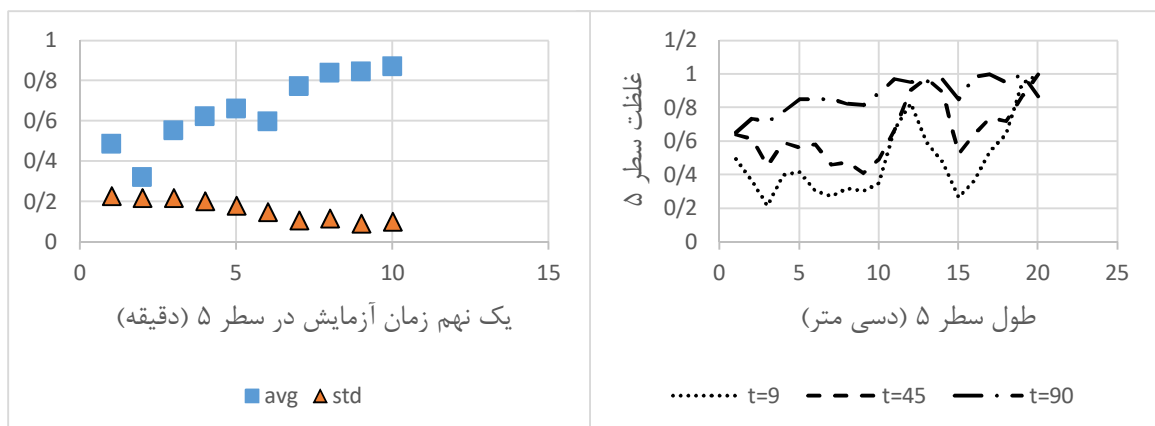 1
0/8
0/6
0/4
0/2
0
0 5 10 15
یک نهم زمان آزمایش در سطر ۵ (دقیقه)
avg std
1/2
1
0/8
0/6
0/4
0/2
0
غلظت سطر ۵
0 5 10 15 20 25
طول سطر ۵ (دسی متر)
t=9 t=45 t=90